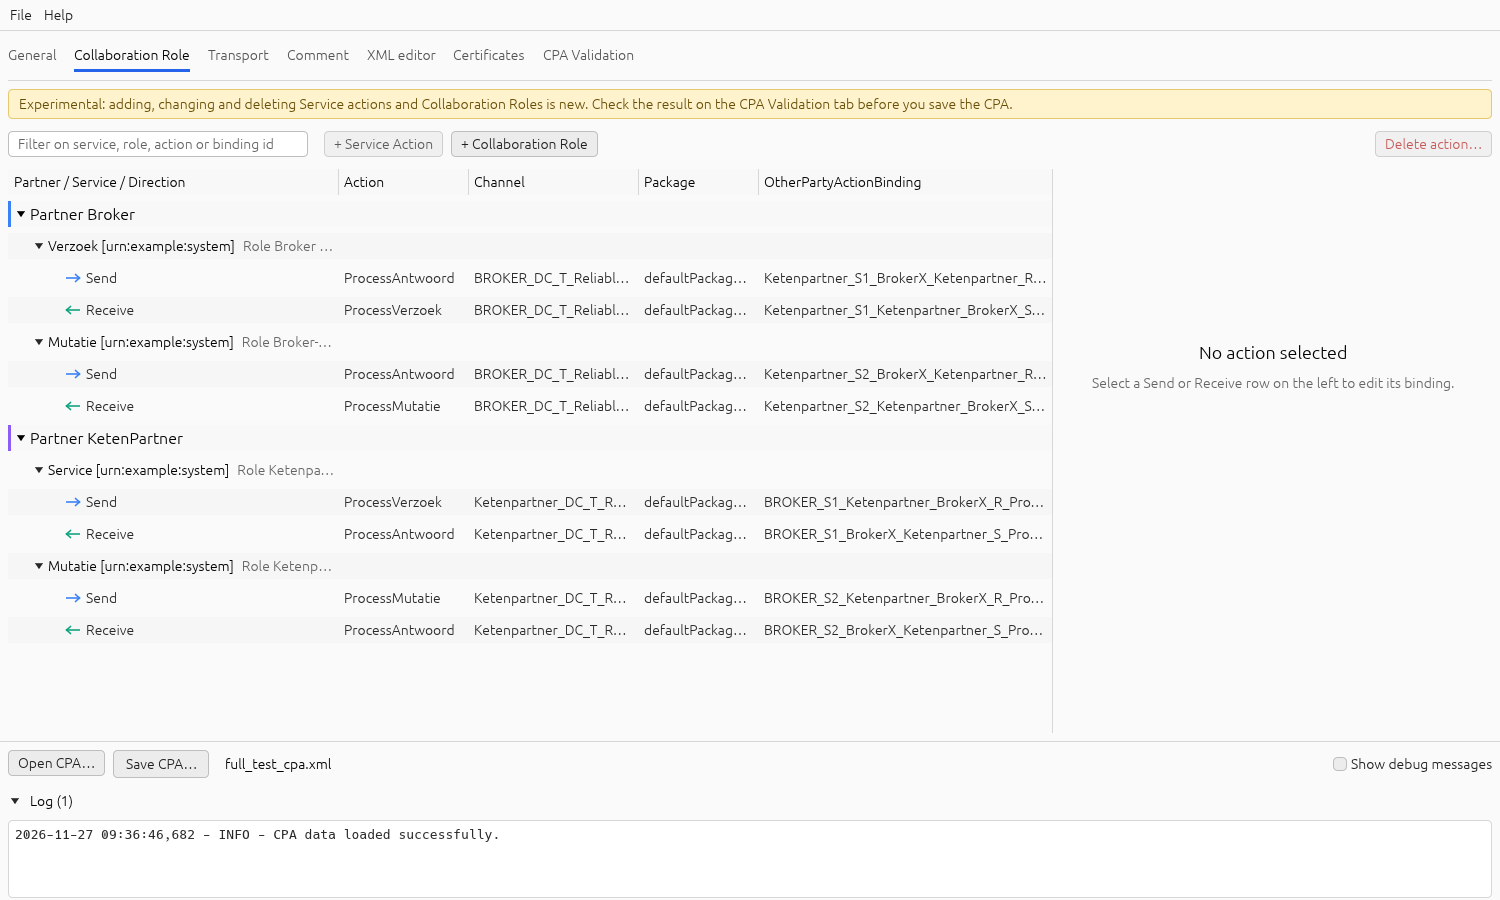 File Help
General Collaboration Role Transport Comment XML editor Certificates CPA Validation
Experimental: adding, changing and deleting Service actions and Collaboration Roles is new. Check the result on the CPA Validation tab before you save the CPA.
Filter on service, role, action or binding id + Service Action + Collaboration Role Delete action…
Partner / Service / Direction Action Channel Package OtherPartyActionBinding
Partner Broker
Verzoek [urn:example:system] Role Broker …
Send ProcessAntwoord BROKER_DC_T_Reliabl… defaultPackag… Ketenpartner_S1_BrokerX_Ketenpartner_R…
Receive ProcessVerzoek BROKER_DC_T_Reliabl… defaultPackag… Ketenpartner_S1_Ketenpartner_BrokerX_S…
Mutatie [urn:example:system] Role Broker-…
Send ProcessAntwoord BROKER_DC_T_Reliabl… defaultPackag… Ketenpartner_S2_BrokerX_Ketenpartner_R…
Receive ProcessMutatie BROKER_DC_T_Reliabl… defaultPackag… Ketenpartner_S2_Ketenpartner_BrokerX_S…
Partner KetenPartner
Service [urn:example:system] Role Ketenpa…
Send ProcessVerzoek Ketenpartner_DC_T_R… defaultPackag… BROKER_S1_Ketenpartner_BrokerX_R_Pro…
Receive ProcessAntwoord Ketenpartner_DC_T_R… defaultPackag… BROKER_S1_BrokerX_Ketenpartner_S_Pro…
Mutatie [urn:example:system] Role Ketenp…
Send ProcessMutatie Ketenpartner_DC_T_R… defaultPackag… BROKER_S2_Ketenpartner_BrokerX_R_Pro…
Receive ProcessAntwoord Ketenpartner_DC_T_R… defaultPackag… BROKER_S2_BrokerX_Ketenpartner_S_Pro…
No action selected
Select a Send or Receive row on the left to edit its binding.
Open CPA… Save CPA… full_test_cpa.xml Show debug messages
Log (1)
2026-11-27 09:36:46,682 - INFO - CPA data loaded successfully.